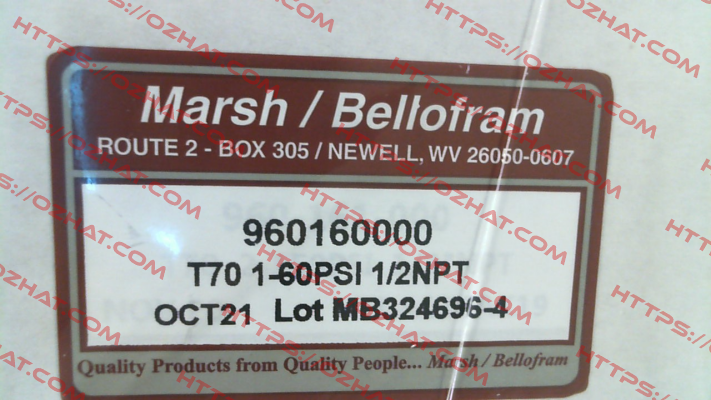 Marsh / Bellofram
ROUTE 2 - BOX 305 / NEWELL, WV 26050-0607
960160000
T70 1-60PSI 1/2NPT
OCT21 Lot MB324696-4
Quality Products from Quality People... Marsh / Bellofram
HTTPS://OZHAT.COM